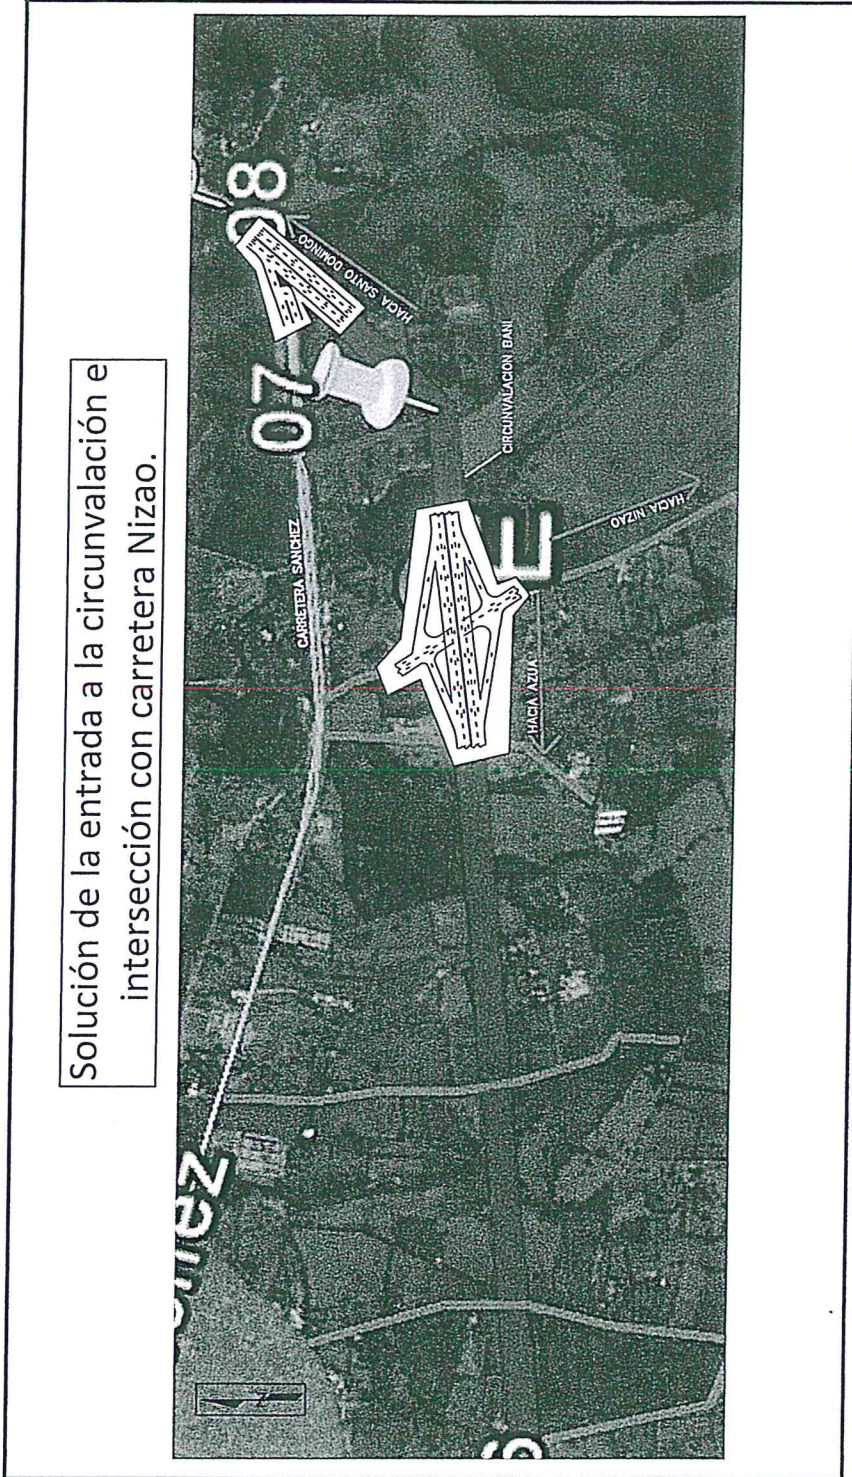 Solución de la entrada a la circunvalación e
intersección con carretera Nizao.
08
HACIA SANTO DOMINGO
07
CARRETERA SANCHEZ
CIRCUNVALACION BANI
E
HACIA NIZAO
HACIA AZUA
N